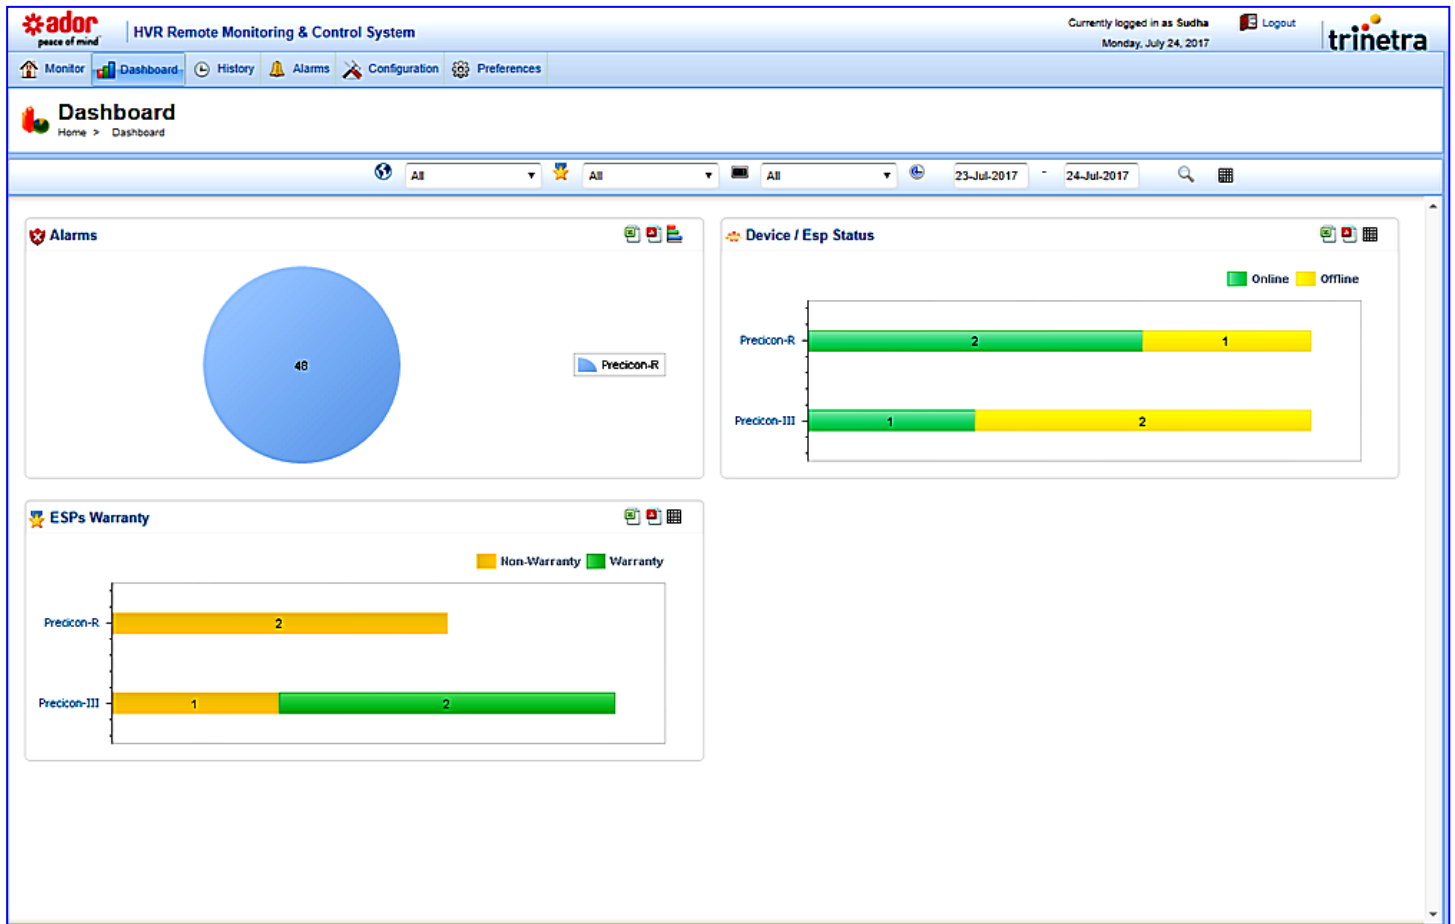 ador
peace of mind
HVR Remote Monitoring & Control System
Currently logged in as Sudha
Logout
Monday, July 24, 2017
trinetra
Monitor Dashboard History Alarms Configuration Preferences
Dashboard
Home > Dashboard
All All All 23-Jul-2017 - 24-Jul-2017
Alarms
48
Precicon-R
Device / Esp Status
Online Offline
Precicon-R 2 1
Precicon-III 1 2
ESPs Warranty
Non-Warranty Warranty
Precicon-R 2
Precicon-III 1 2